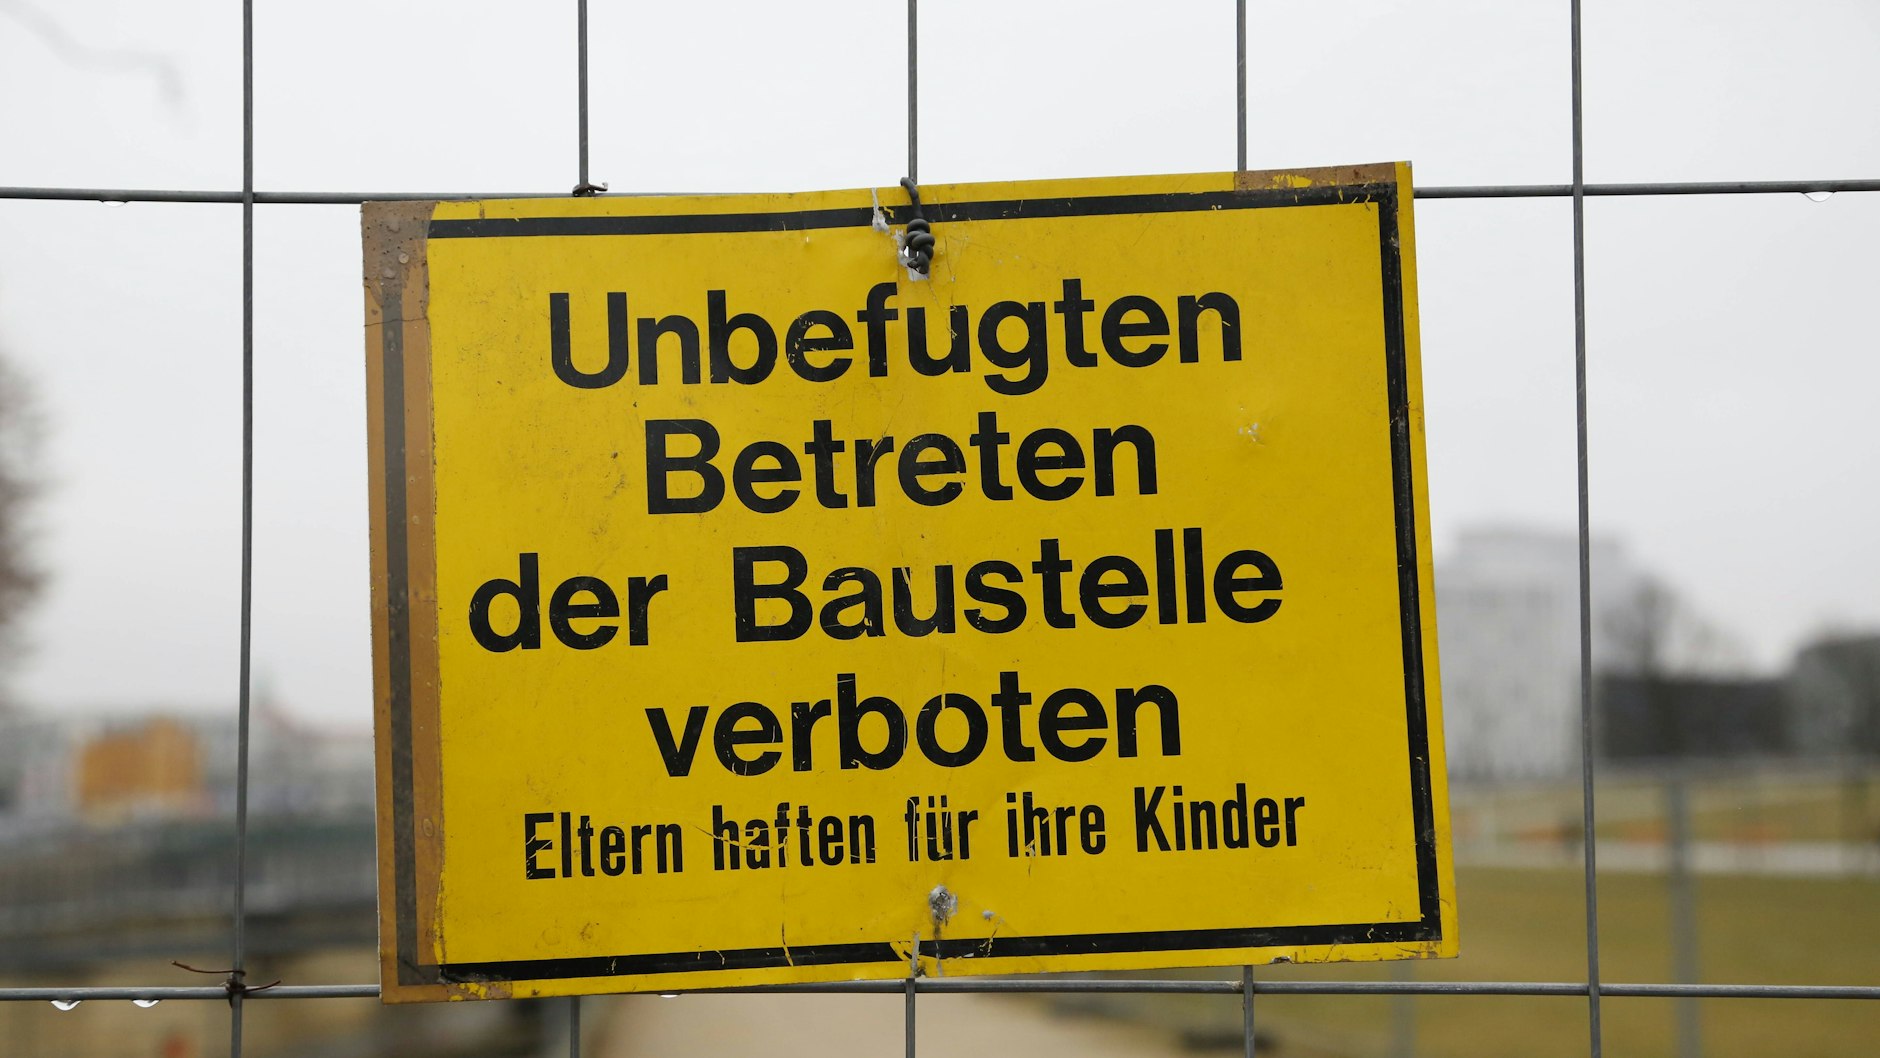 Unbefugten
Betreten
der Baustelle
verboten
Eltern haften für ihre Kinder